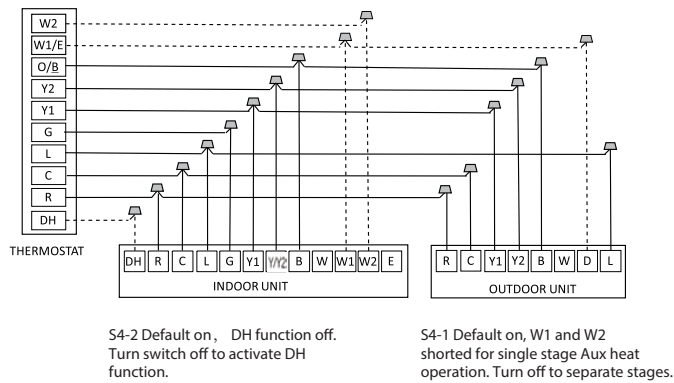 W2
W1/E
O/B
Y2
Y1
G
L
C
R
DH
THERMOSTAT
DH R C L G Y1 Y/Y2 B W W1 W2 E
INDOOR UNIT
R C Y1 Y2 B W D L
OUTDOOR UNIT
S4-2 Default on， DH function off.
Turn switch off to activate DH
function.
S4-1 Default on, W1 and W2
shorted for single stage Aux heat
operation. Turn off to separate stages.